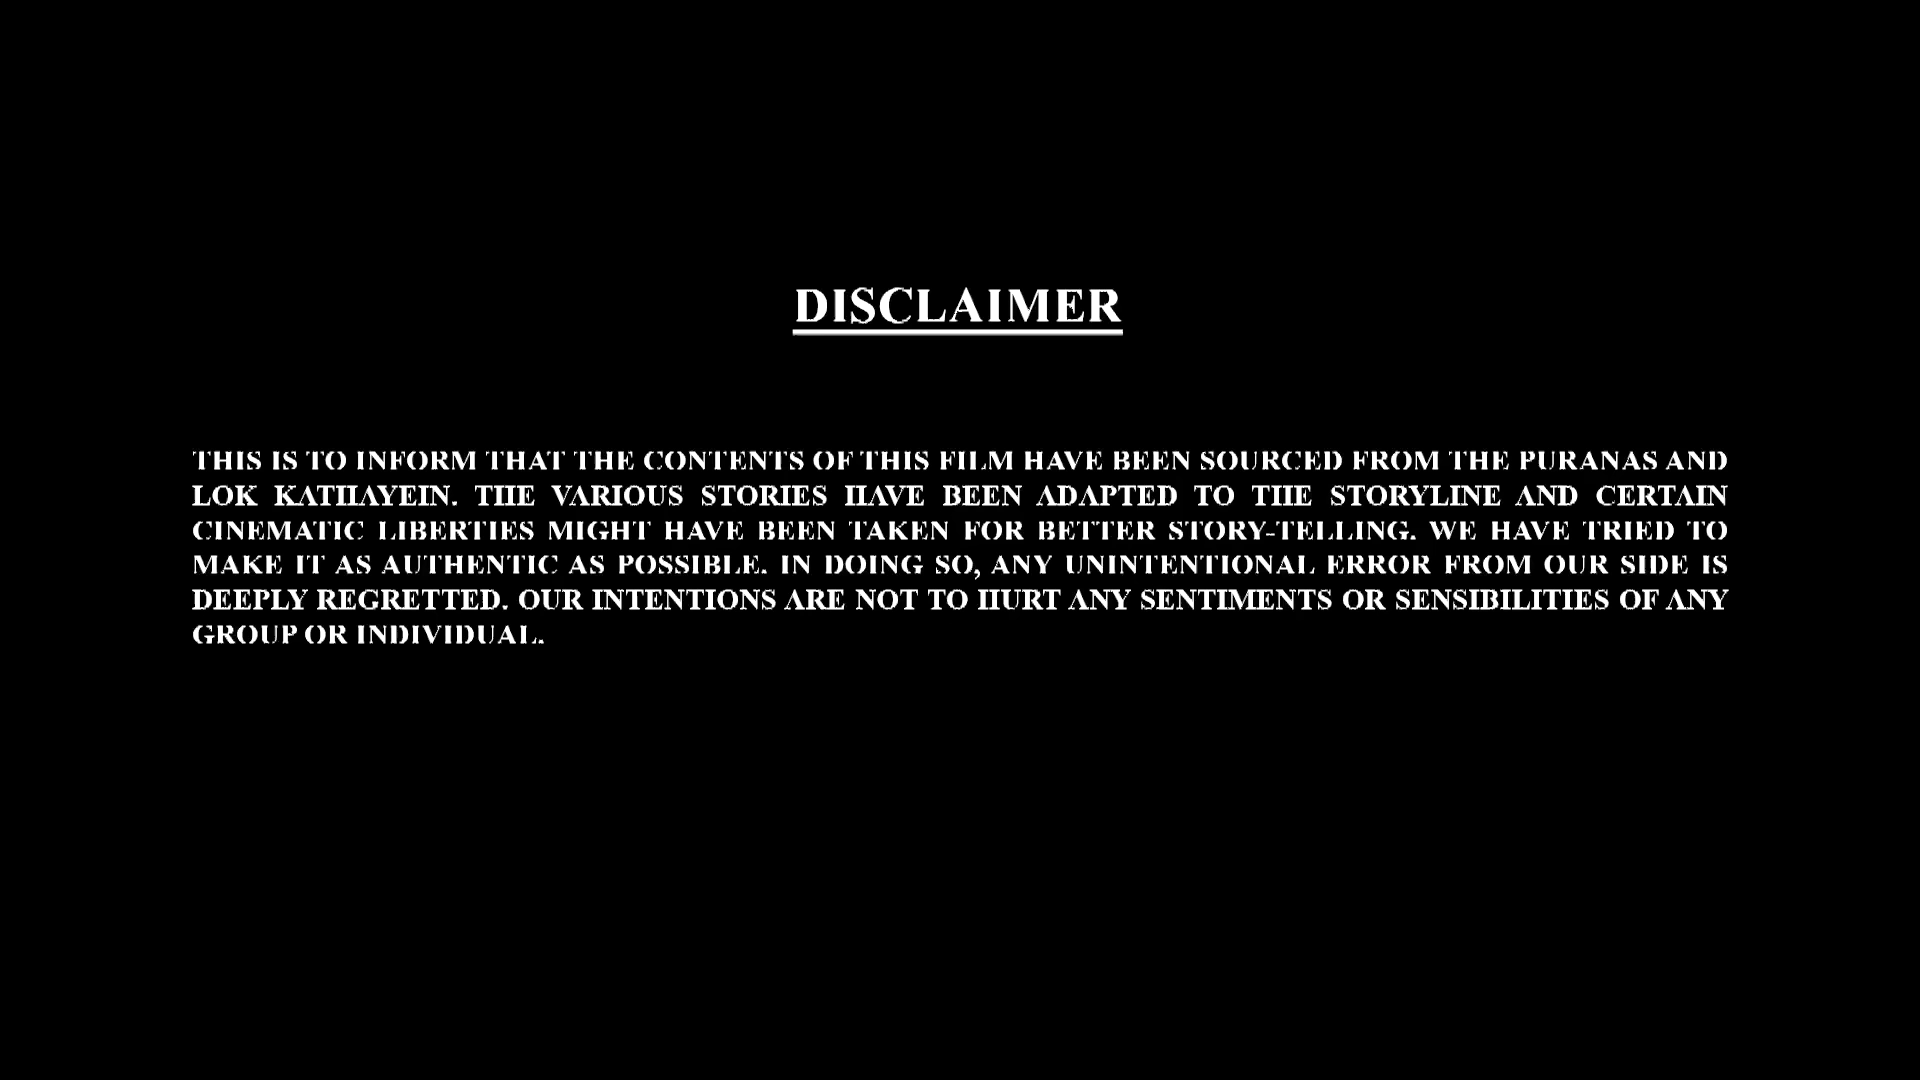 DISCLAIMER
THIS IS TO INFORM THAT THE CONTENTS OF THIS FILM HAVE BEEN SOURCED FROM THE PURANAS AND
LOK KATHAYEIN. THE VARIOUS STORIES HAVE BEEN ADAPTED TO THE STORYLINE AND CERTAIN
CINEMATIC LIBERTIES MIGHT HAVE BEEN TAKEN FOR BETTER STORY-TELLING. WE HAVE TRIED TO
MAKE IT AS AUTHENTIC AS POSSIBLE. IN DOING SO, ANY UNINTENTIONAL ERROR FROM OUR SIDE IS
DEEPLY REGRETTED. OUR INTENTIONS ARE NOT TO HURT ANY SENTIMENTS OR SENSIBILITIES OF ANY
GROUP OR INDIVIDUAL.